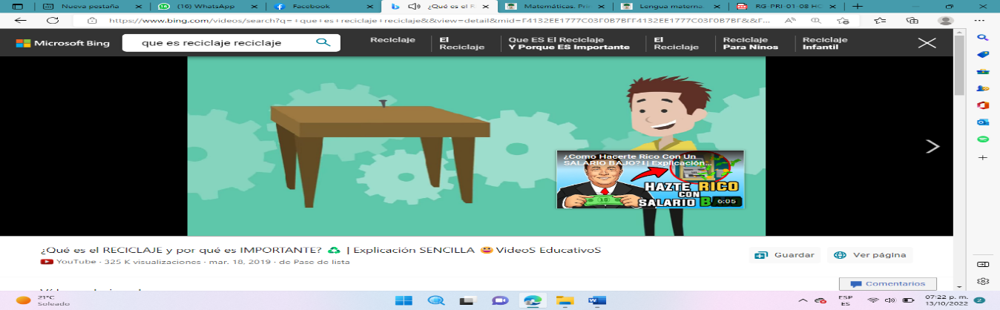 Nueva pestaña
(16) WhatsApp
Facebook
¿Qué es el R
Matemáticas. Pri
Lengua materna.
RG-PRI-01-08 HC
https://www.bing.com/videos/search?q=+que+es+reciclaje+reciclaje&&view=detail&mid=F4132EE1777C03F0B7BFF4132EE1777C03F0B7BF&&F...
Microsoft Bing
que es reciclaje reciclaje
Reciclaje
El
Reciclaje
Que ES El Reciclaje
Y Porque ES Importante
El
Reciclaje
Reciclaje
Para Ninos
Reciclaje
Infantil
¿Como Hacerte Rico Con Un
SALARIO BAJO?⬇| Explicación...
HAZTE RICO
CON
SALARIO B
6:05
¿Qué es el RECICLAJE y por qué es IMPORTANTE? ♻ | Explicación SENCILLA 😀 VideoS EducativoS
YouTube · 325 K visualizaciones · mar. 18, 2019 · de Pase de lista
Guardar
Ver página
Comentarios
21°C
Soleado
ESP
ES
07:22 p. m.
13/10/2022
2